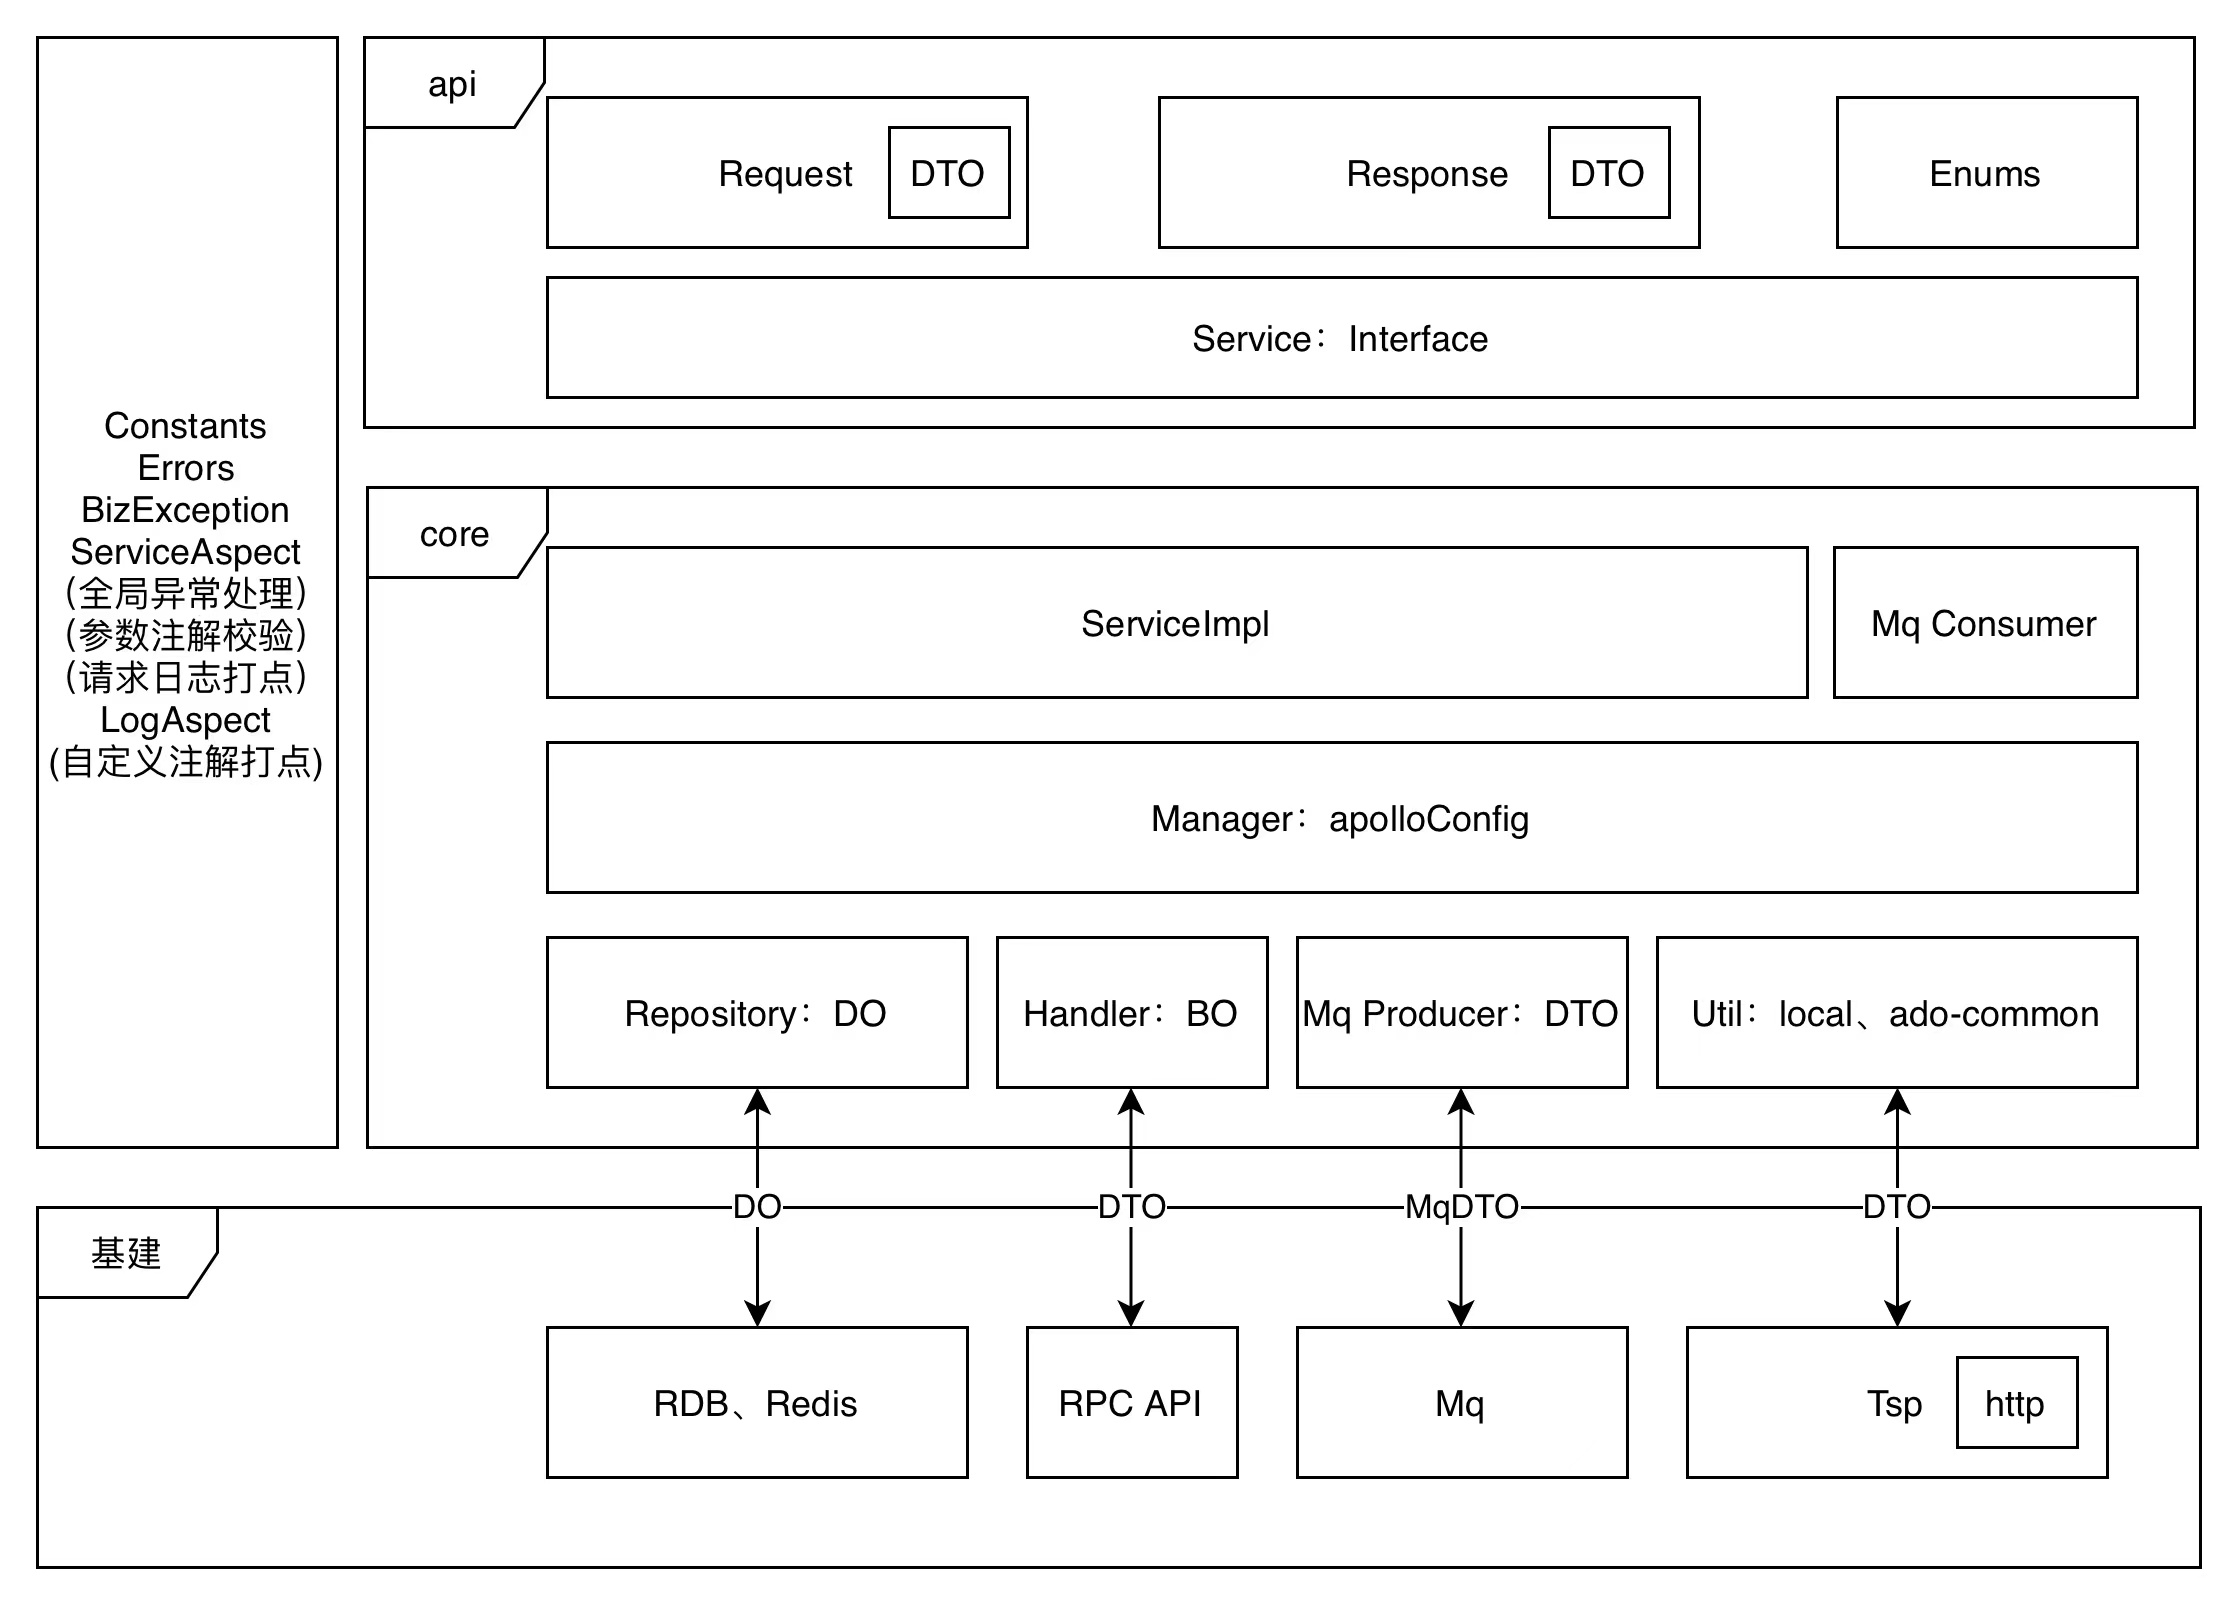 Constants
Errors
BizException
ServiceAspect
（全局异常处理）
（参数注解校验）
（请求日志打点）
LogAspect
(自定义注解打点)
api
Request
DTO
Response
DTO
Enums
Service：Interface
core
ServiceImpl
Mq Consumer
Manager：apolloConfig
Repository：DO
Handler：BO
Mq Producer：DTO
Util：local、ado-common
DO
DTO
MqDTO
DTO
基建
RDB、Redis
RPC API
Mq
Tsp
http